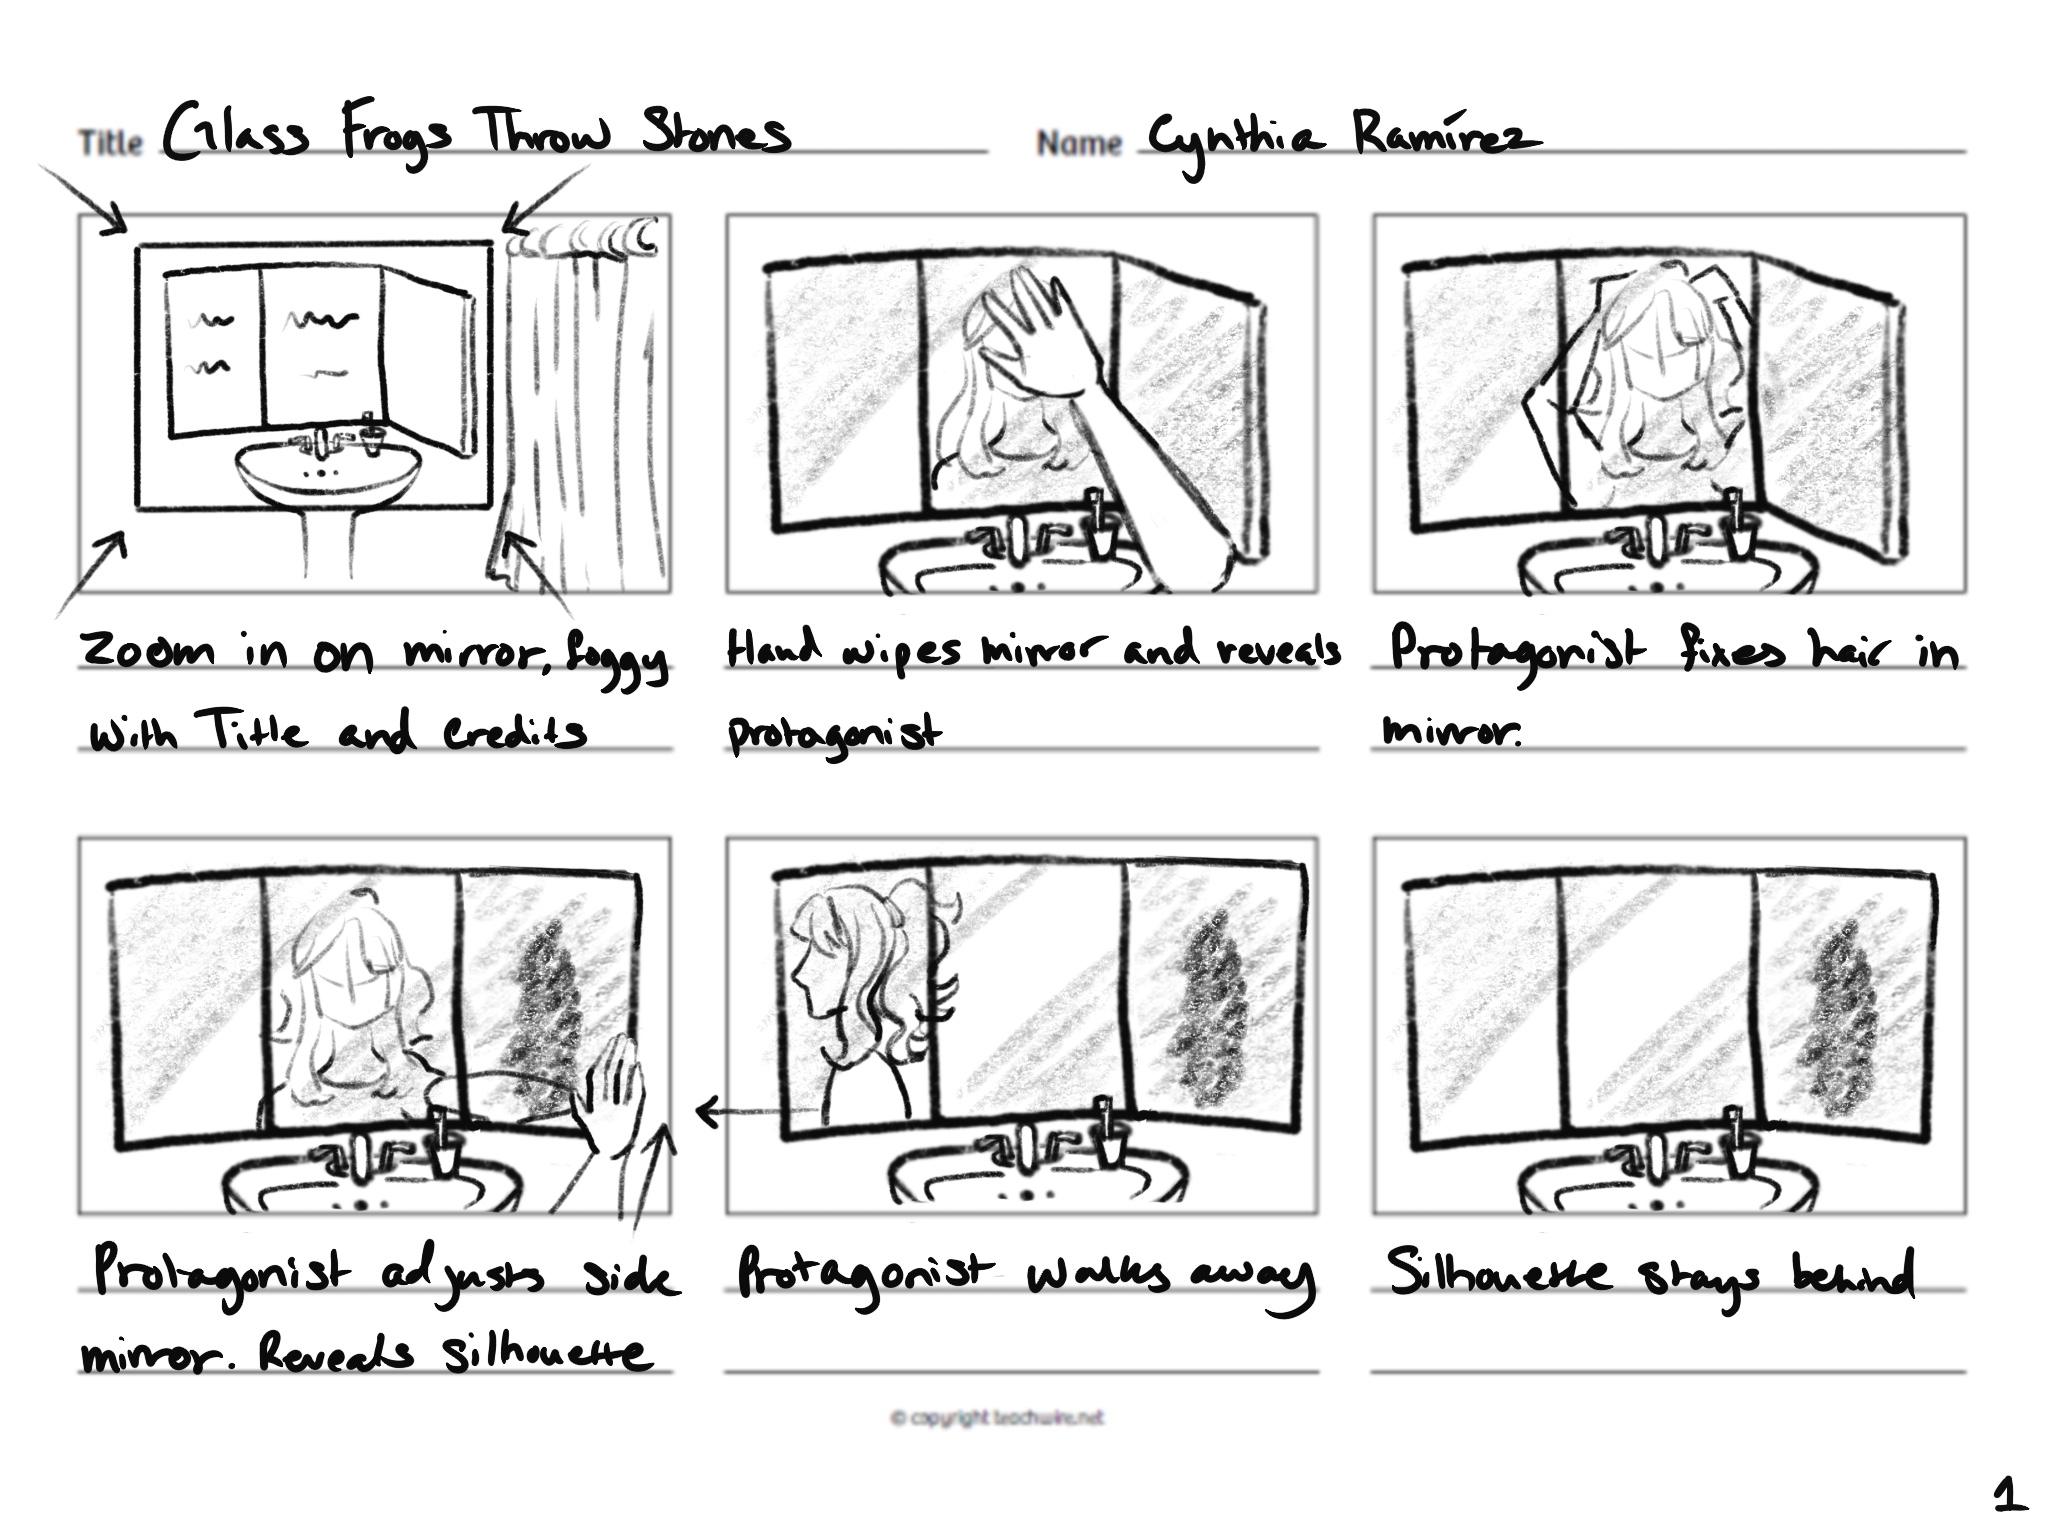 Title Glass Frogs Throw Stones
Name Cynthia Ramírez
Zoom in on mirror, foggy
with Title and credits
Hand wipes mirror and reveals
protagonist
Protagonist fixes hair in
mirror.
Protagonist adjusts side
mirror. Reveals silhouette
Protagonist walks away
Silhouette stays behind
© copyright teachwire.net
1